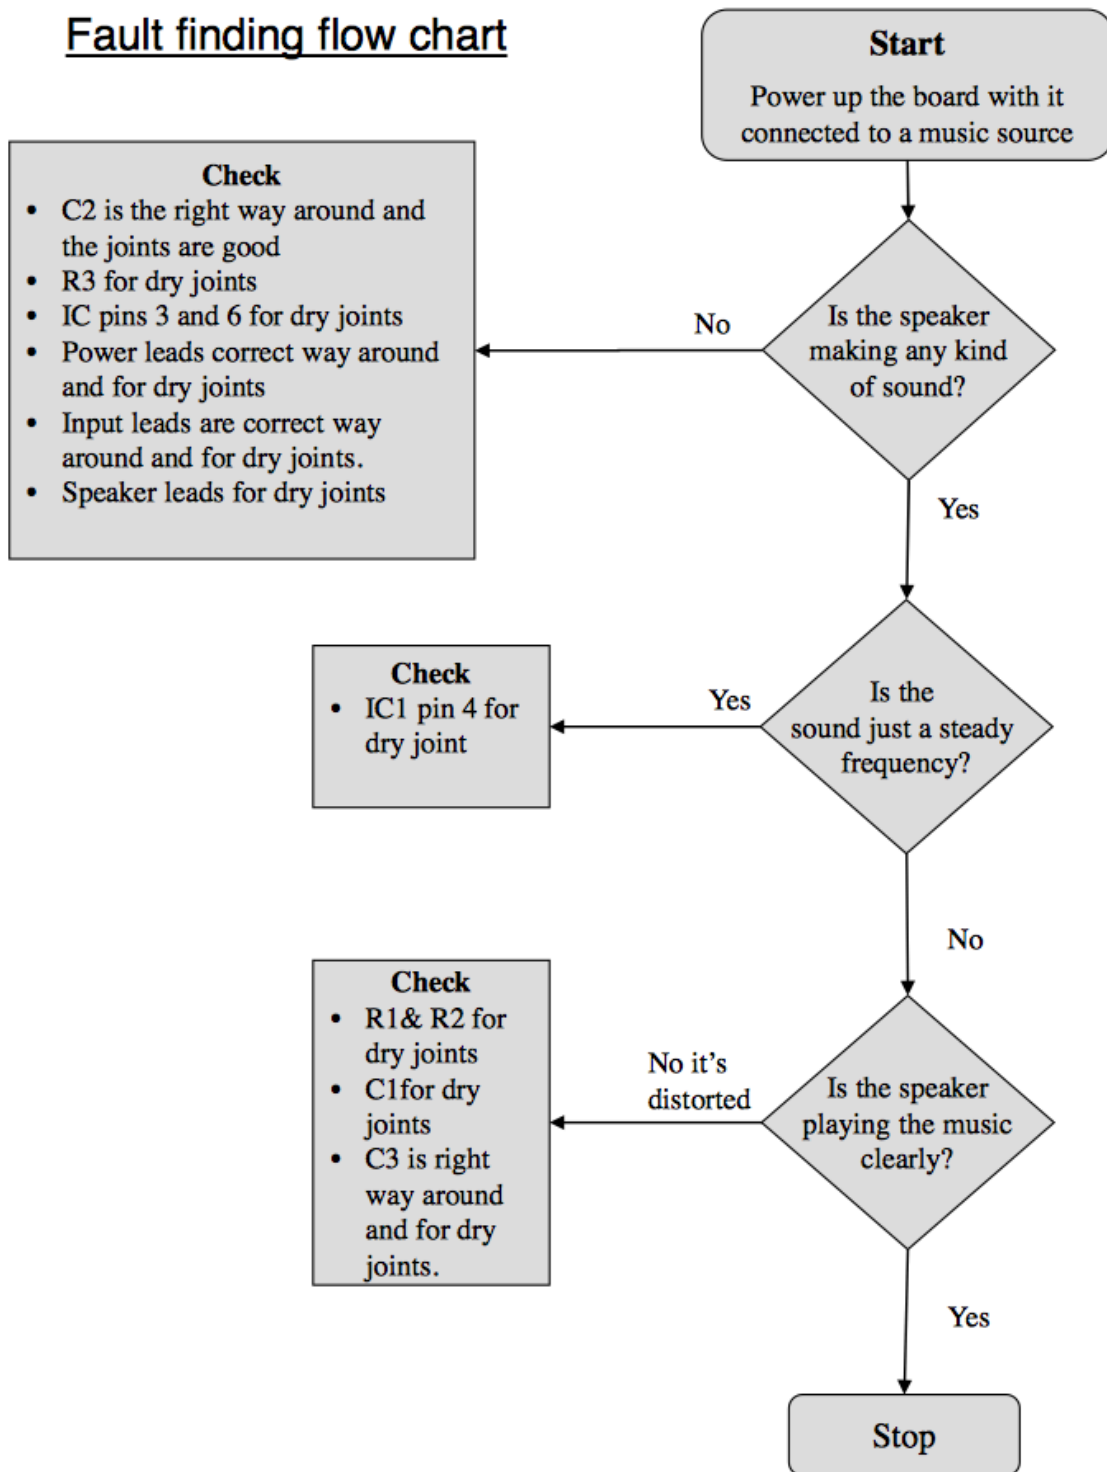 Fault finding flow chart
Start
Power up the board with it
connected to a music source
Check
• C2 is the right way around and
the joints are good
• R3 for dry joints
• IC pins 3 and 6 for dry joints
• Power leads correct way around
and for dry joints
• Input leads are correct way
around and for dry joints.
• Speaker leads for dry joints
No
Is the speaker
making any kind
of sound?
Yes
Check
• IC1 pin 4 for
dry joint
Yes
Is the
sound just a steady
frequency?
No
Check
• R1& R2 for
dry joints
• C1for dry
joints
• C3 is right
way around
and for dry
joints.
No it's
distorted
Is the speaker
playing the music
clearly?
Yes
Stop